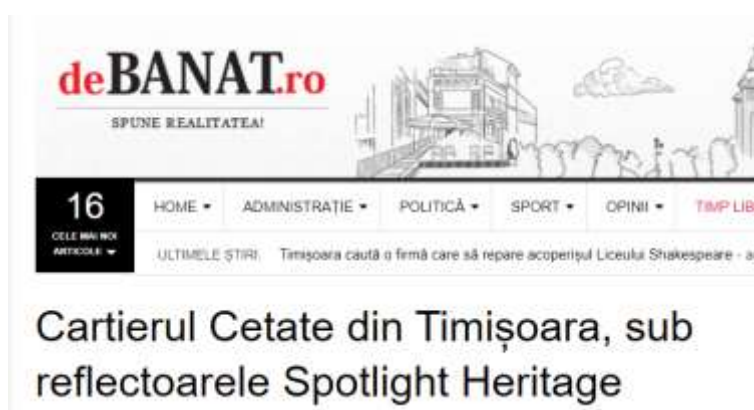 deBANAT.ro
SPUNE REALITATEA!
16
CELE MAI NOI
ARTICOLE
HOME ADMINISTRAȚIE POLITICĂ SPORT OPINII TIMP LIB
ULTIMELE ȘTIRI: Timișoara caută o firmă care să repare acoperișul Liceului Shakespeare - a
Cartierul Cetate din Timișoara, sub
reflectoarele Spotlight Heritage